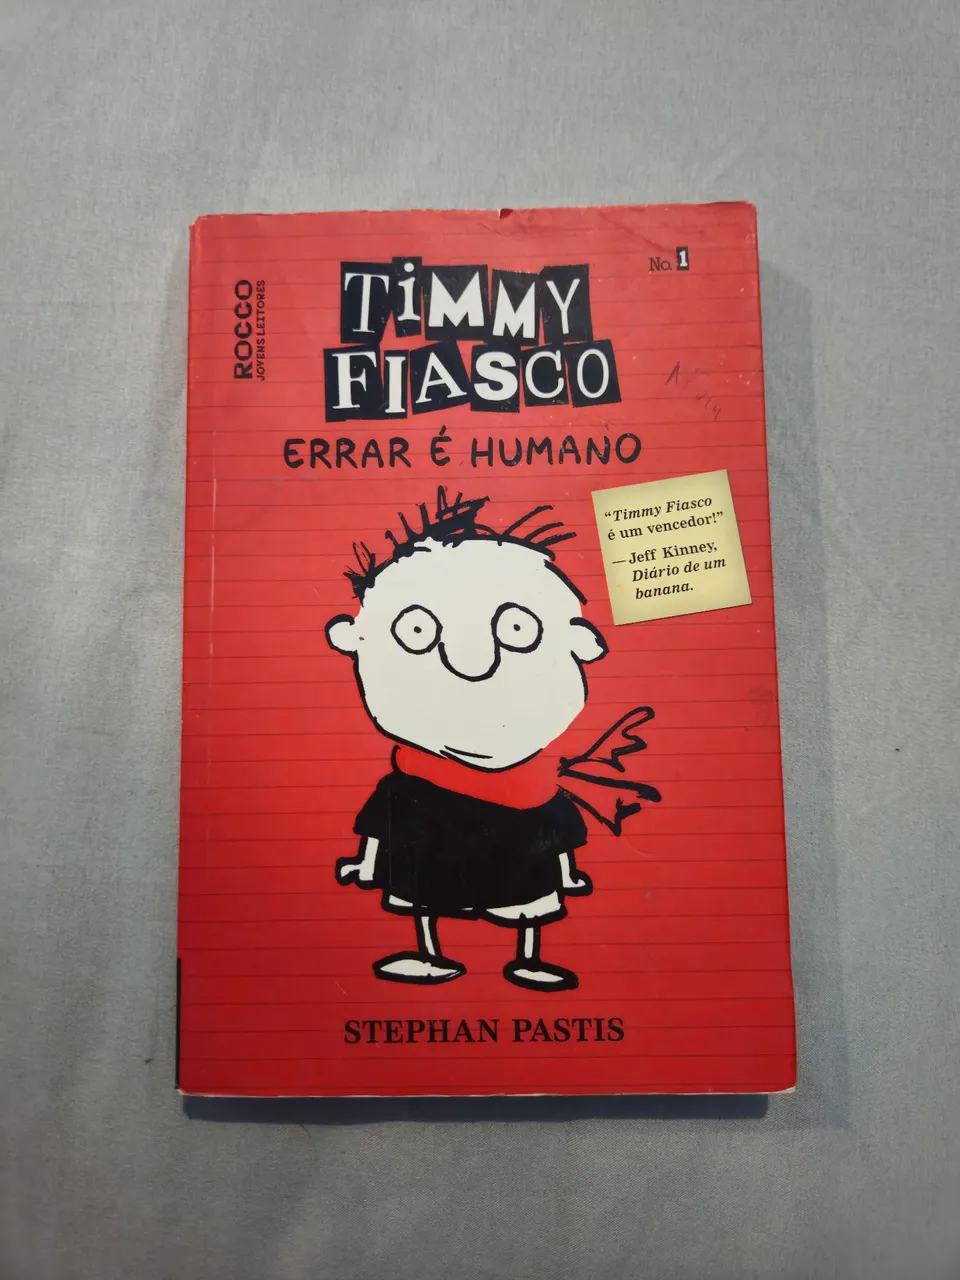 No. 1
ROCCO
JOVENS LEITORES
TiMMY
FIASCO
ERRAR É HUMANO
“Timmy Fiasco
é um vencedor!”
—Jeff Kinney,
Diário de um
banana.
STEPHAN PASTIS